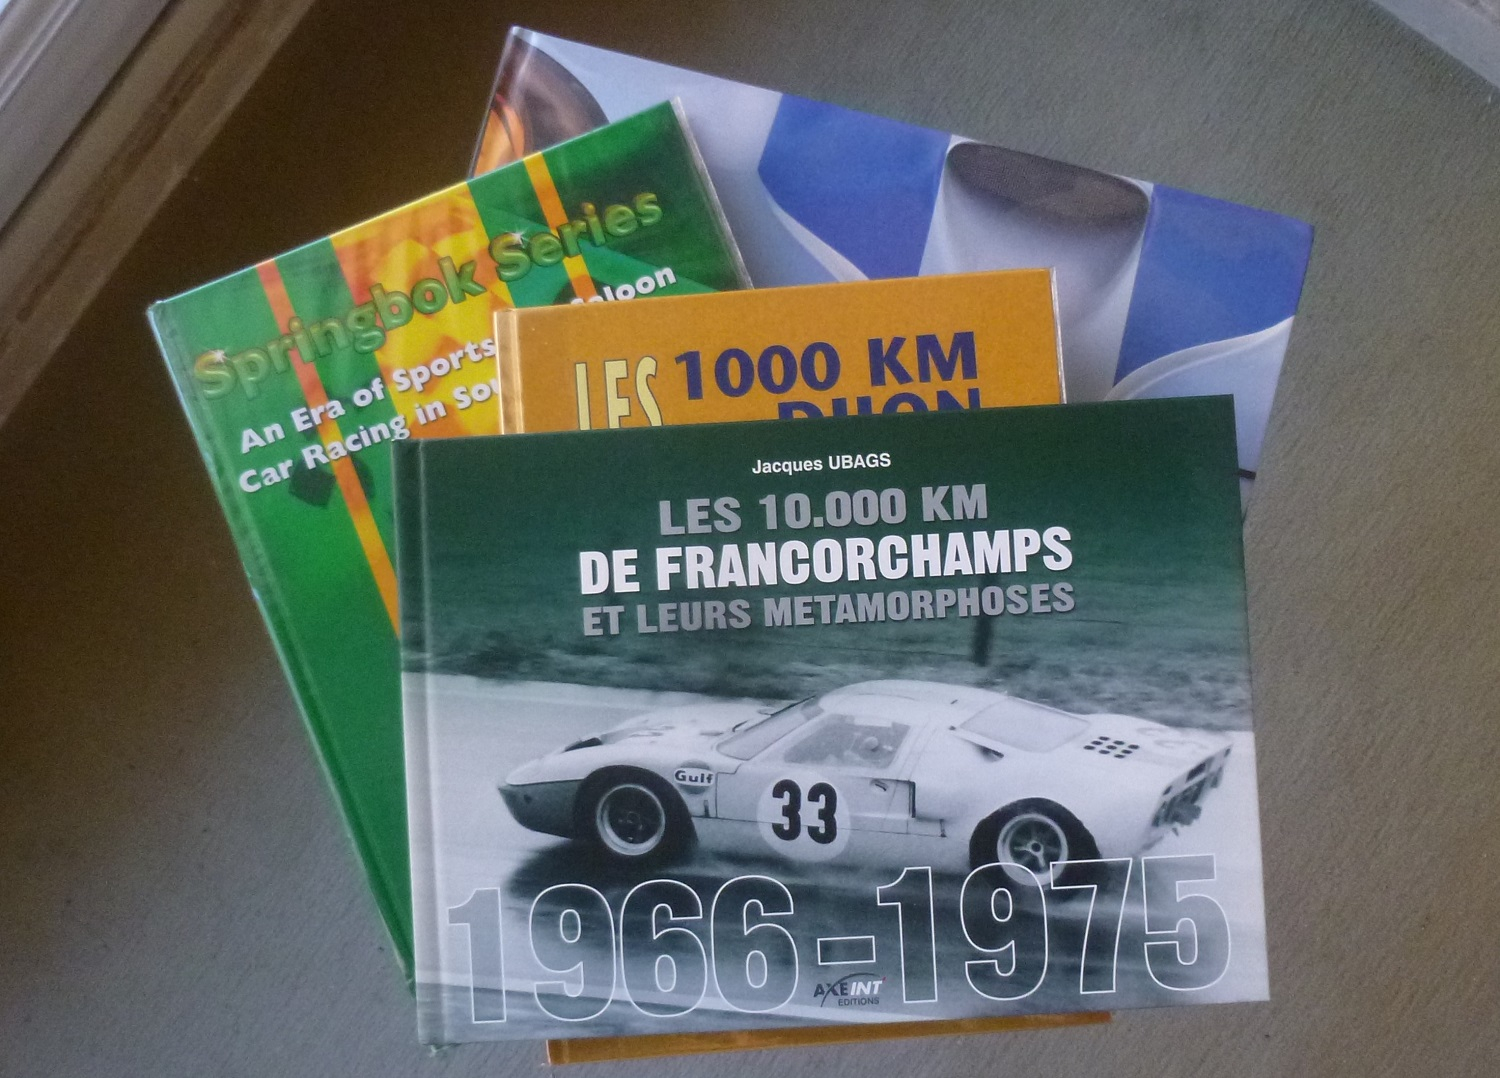 Springbok Series
An Era of Sports Saloon
Car Racing in
LES 1000 KM
DIJON
Jacques UBAGS
LES 10.000 KM
DE FRANCORCHAMPS
ET LEURS METAMORPHOSES
Gulf
33
1966-1975
AXEINT
EDITIONS